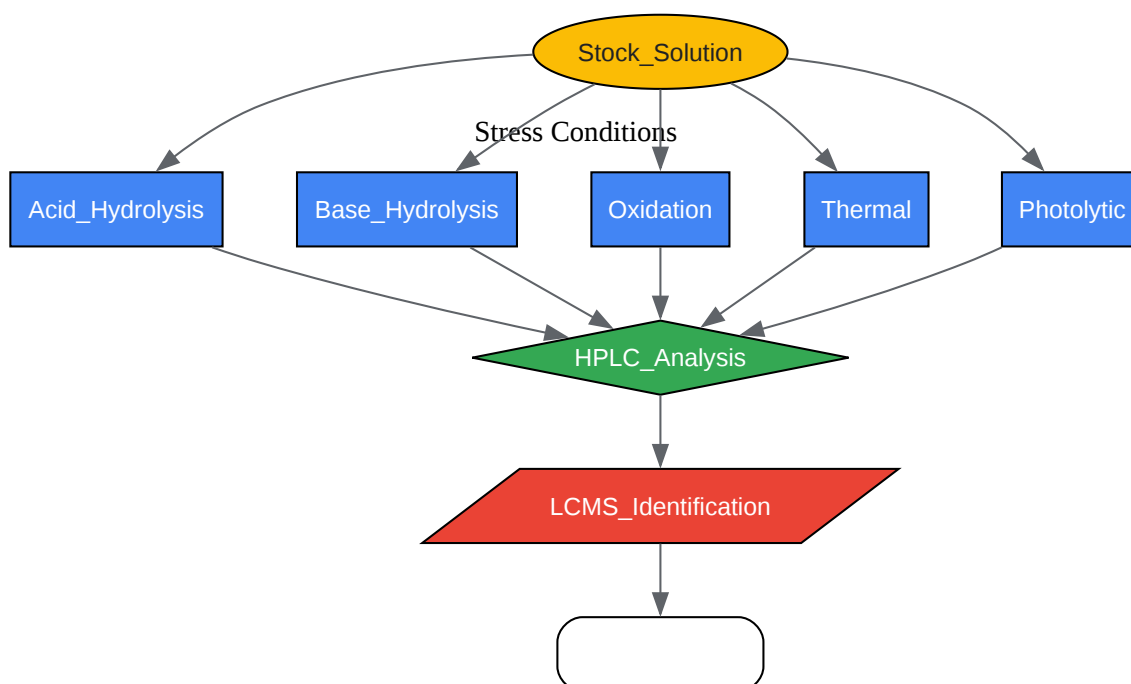 Stock_Solution
Stress Conditions
Acid_Hydrolysis
Base_Hydrolysis
Oxidation
Thermal
Photolytic
HPLC_Analysis
LCMS_Identification